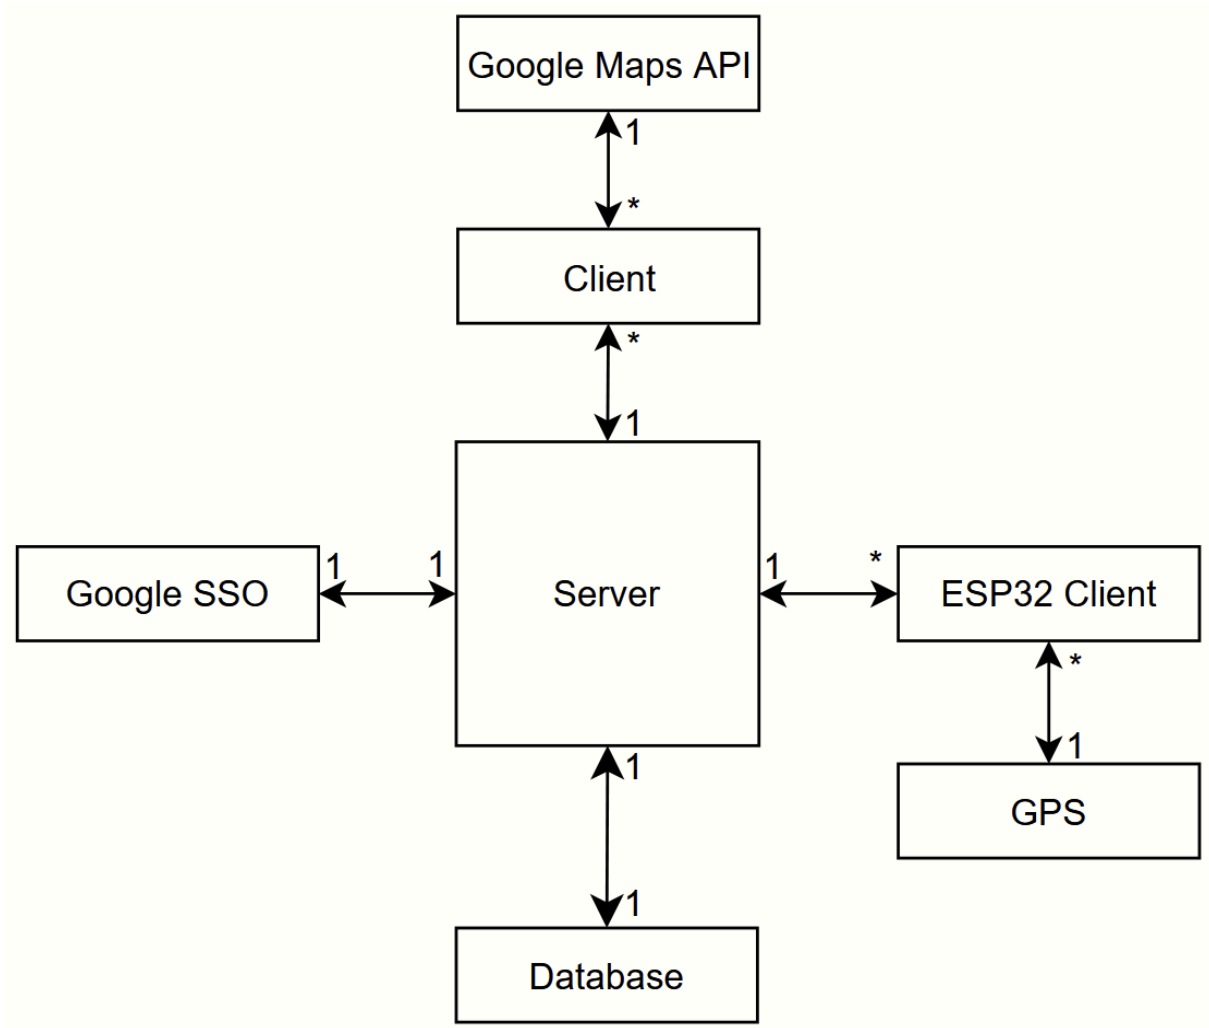 Google Maps API
1
*
Client
*
1
Google SSO
1
1
Server
1
*
ESP32 Client
*
1
GPS
1
1
Database